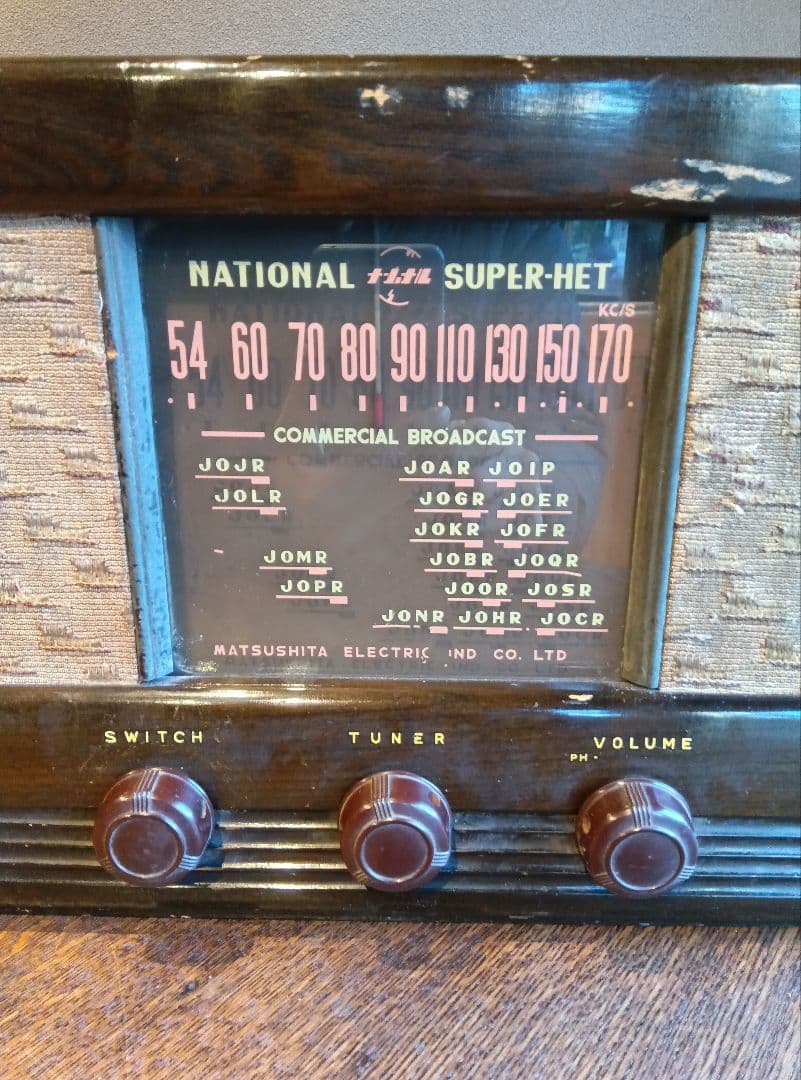 NATIONAL ナショナル SUPER-HET
KC/S
54 60 70 80 90 110 130 150 170
COMMERCIAL BROADCAST
JOJR JOAR JOIP
JOLR JOGR JOER
JOKR JOFR
JOMR JOBR JOQR
JOPR JOOR JOSR
JONR JOHR JOCR
MATSUSHITA ELECTRIC IND CO. LTD
SWITCH TUNER VOLUME
PH